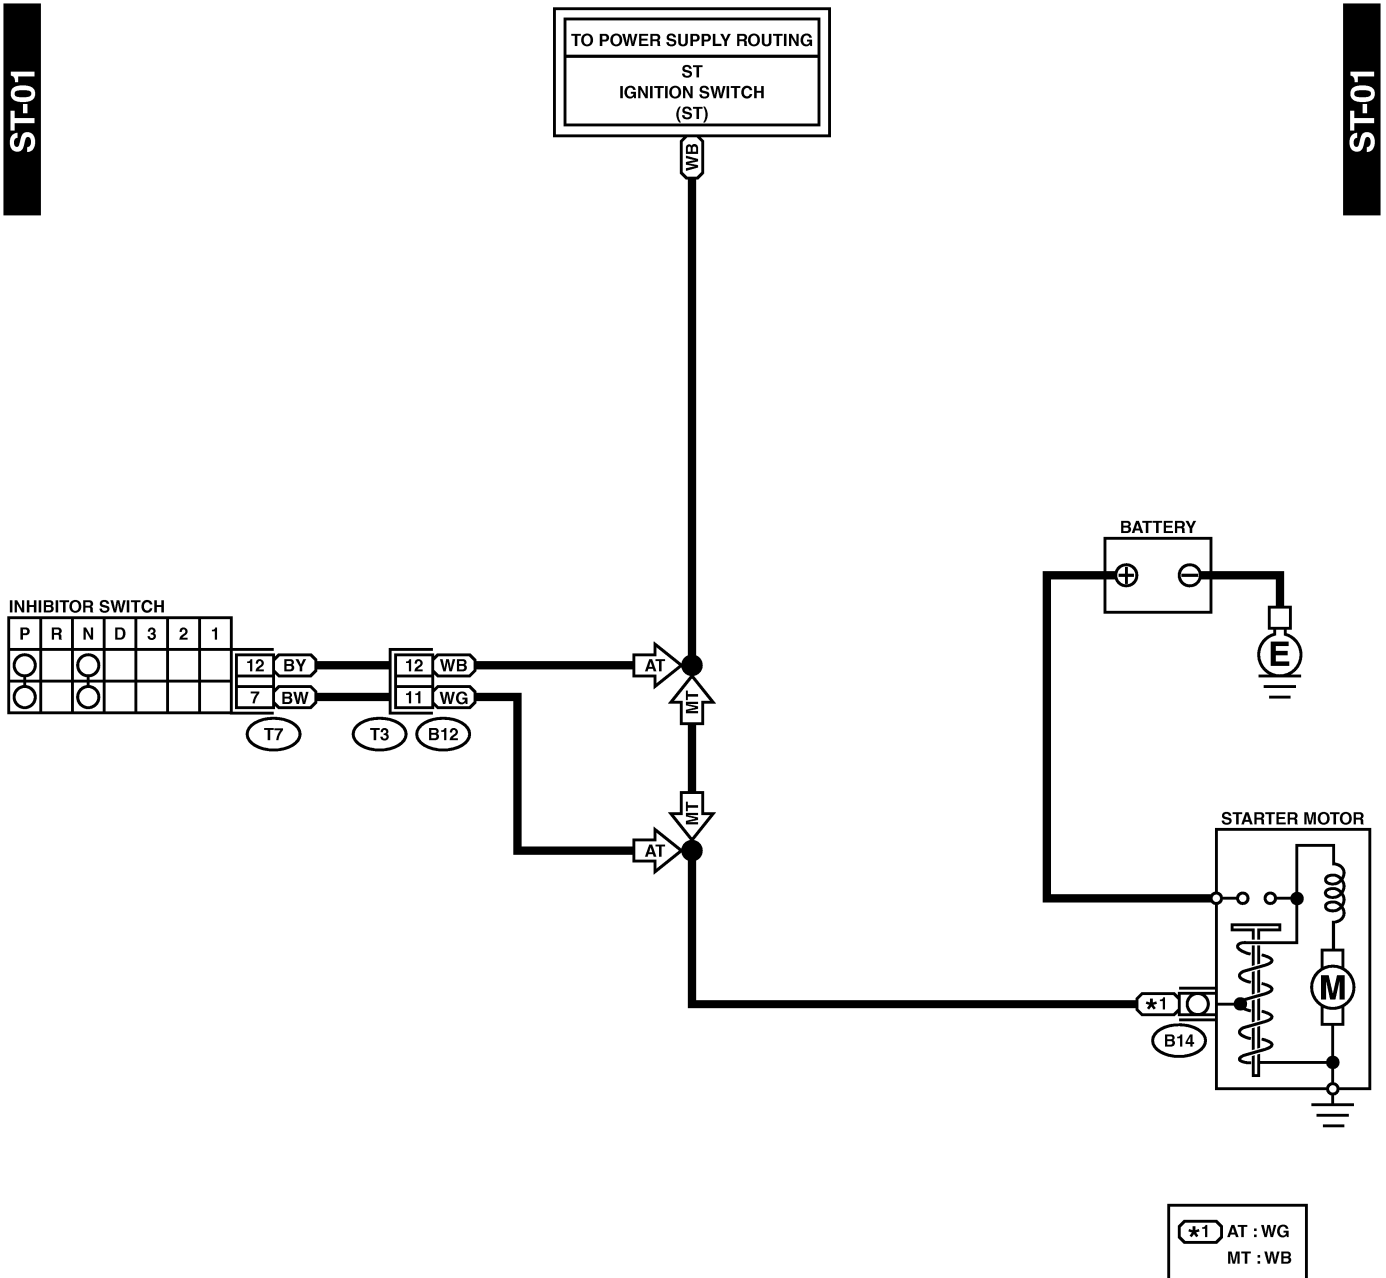 ST-01
ST-01
TO POWER SUPPLY ROUTING
ST
IGNITION SWITCH
(ST)
WB
BATTERY
+ −
E
INHIBITOR SWITCH
P R N D 3 2 1
12 BY 12 WB AT
7 BW 11 WG MT
T7 T3 B12
MT
STARTER MOTOR
AT
M
*1
B14
*1 AT : WG
MT : WB